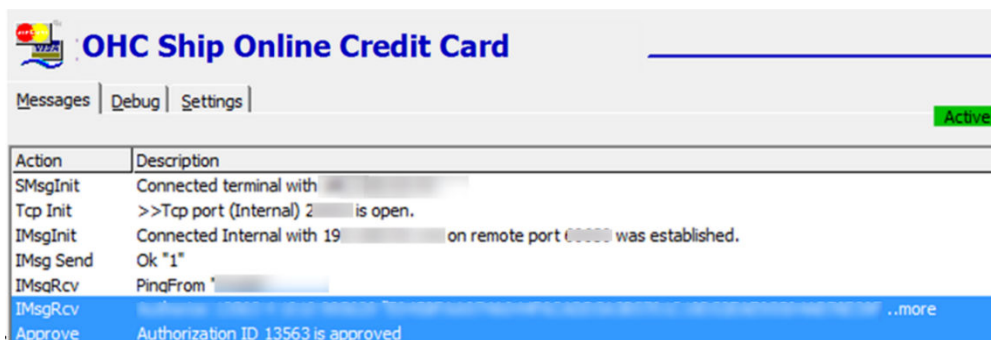 OHC Ship Online Credit Card
Messages Debug Settings
Active
Action Description
SMsgInit Connected terminal with
Tcp Init >>Tcp port (Internal) 2 is open.
IMsgInit Connected Internal with 19 on remote port was established.
IMsg Send Ok "1"
IMsgRcv PingFrom "
IMsgRcv ..more
Approve Authorization ID 13563 is approved